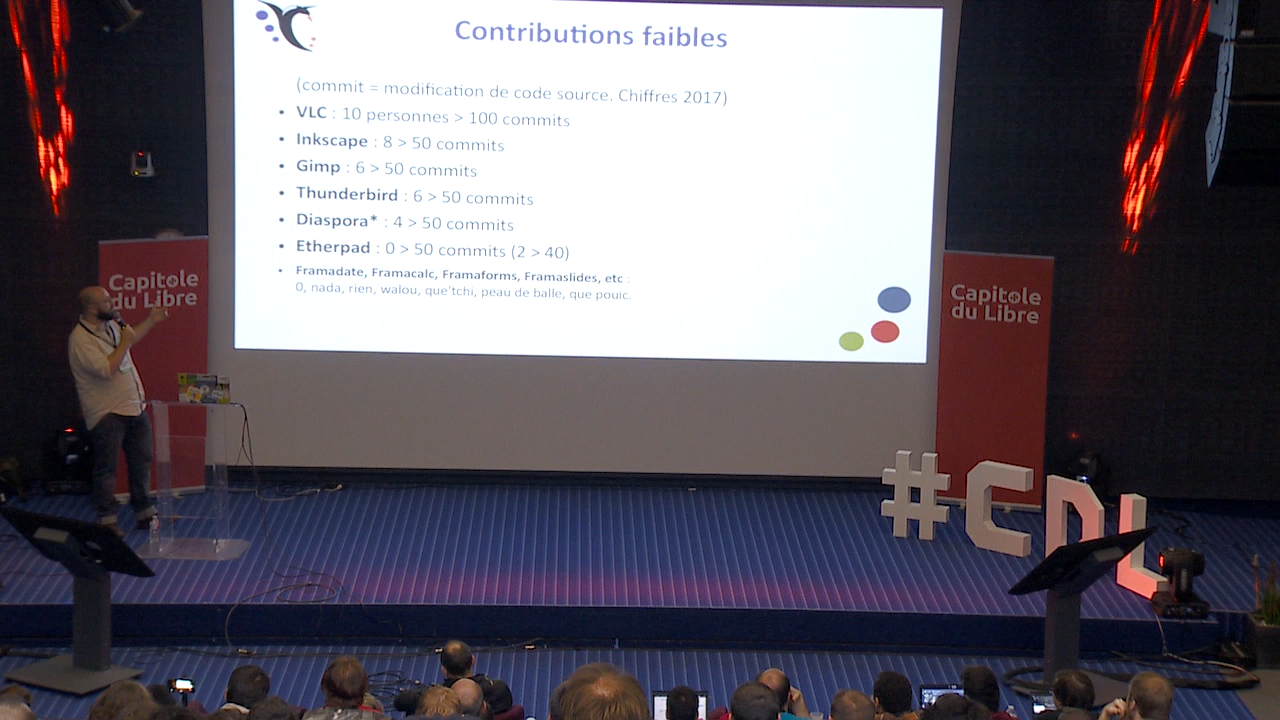 Contributions faibles
(commit = modification de code source. Chiffres 2017)
• VLC : 10 personnes > 100 commits
• Inkscape : 8 > 50 commits
• Gimp : 6 > 50 commits
• Thunderbird : 6 > 50 commits
• Diaspora* : 4 > 50 commits
• Etherpad : 0 > 50 commits (2 > 40)
• Framadate, Framacalc, Framaforms, Framaslides, etc :
0, nada, rien, walou, que'tchi, peau de balle, que pouic.
Capitole
du Libre
Capitole
du Libre
#CDL